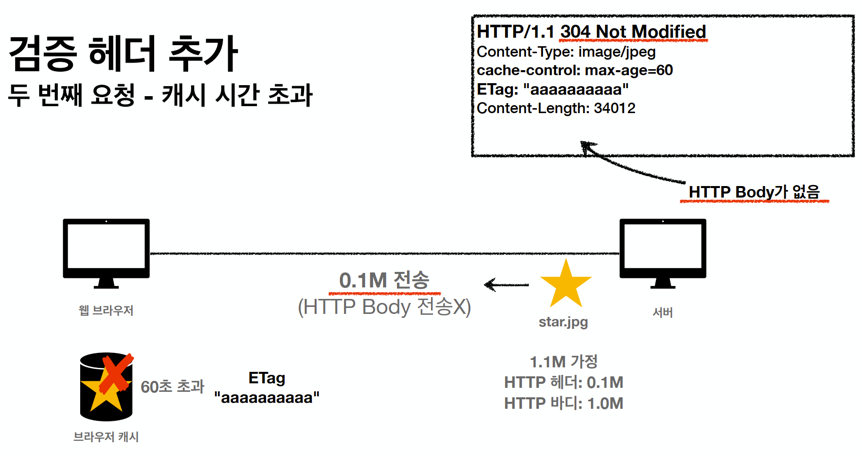 검증 헤더 추가
두 번째 요청 - 캐시 시간 초과
HTTP/1.1 304 Not Modified
Content-Type: image/jpeg
cache-control: max-age=60
ETag: "aaaaaaaaaa"
Content-Length: 34012
HTTP Body가 없음
0.1M 전송
(HTTP Body 전송X)
star.jpg
웹 브라우저
서버
1.1M 가정
HTTP 헤더: 0.1M
HTTP 바디: 1.0M
60초 초과
ETag
"aaaaaaaaaa"
브라우저 캐시